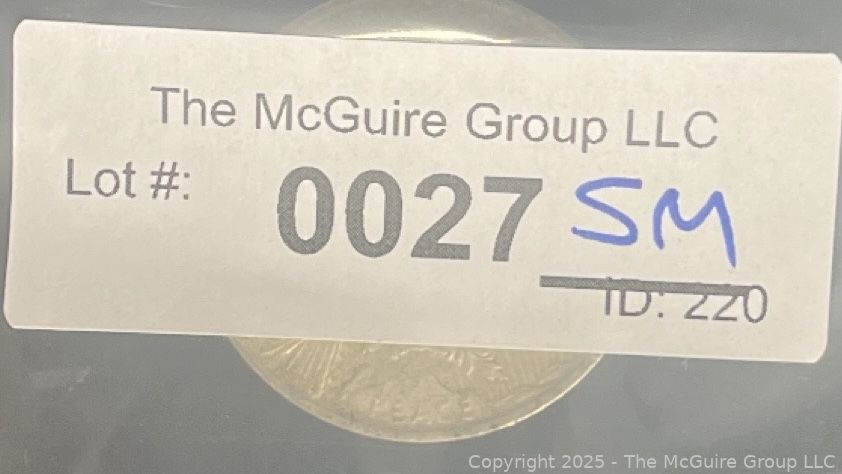 The McGuire Group LLC
Lot #: 0027 SM
ID: 220
PEACE
Copyright 2025 - The McGuire Group LLC